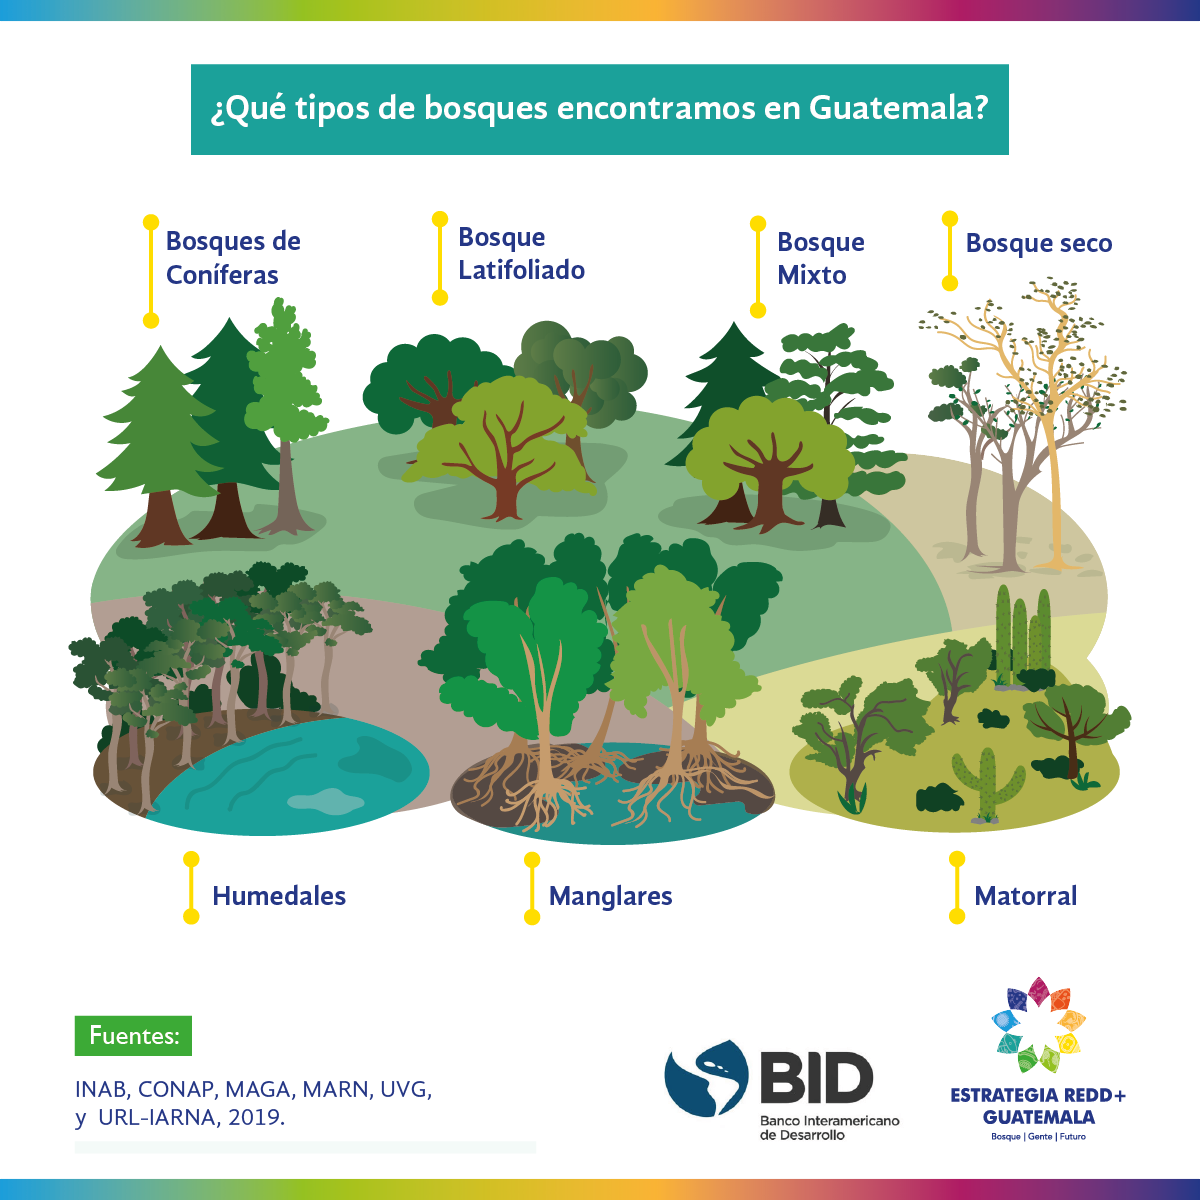 ¿Qué tipos de bosques encontramos en Guatemala?
Bosques de
Coníferas
Bosque
Latifoliado
Bosque
Mixto
Bosque seco
Humedales
Manglares
Matorral
Fuentes:
INAB, CONAP, MAGA, MARN, UVG,
y URL-IARNA, 2019.
BID
Banco Interamericano
de Desarrollo
ESTRATEGIA REDD+
GUATEMALA
Bosque | Gente | Futuro